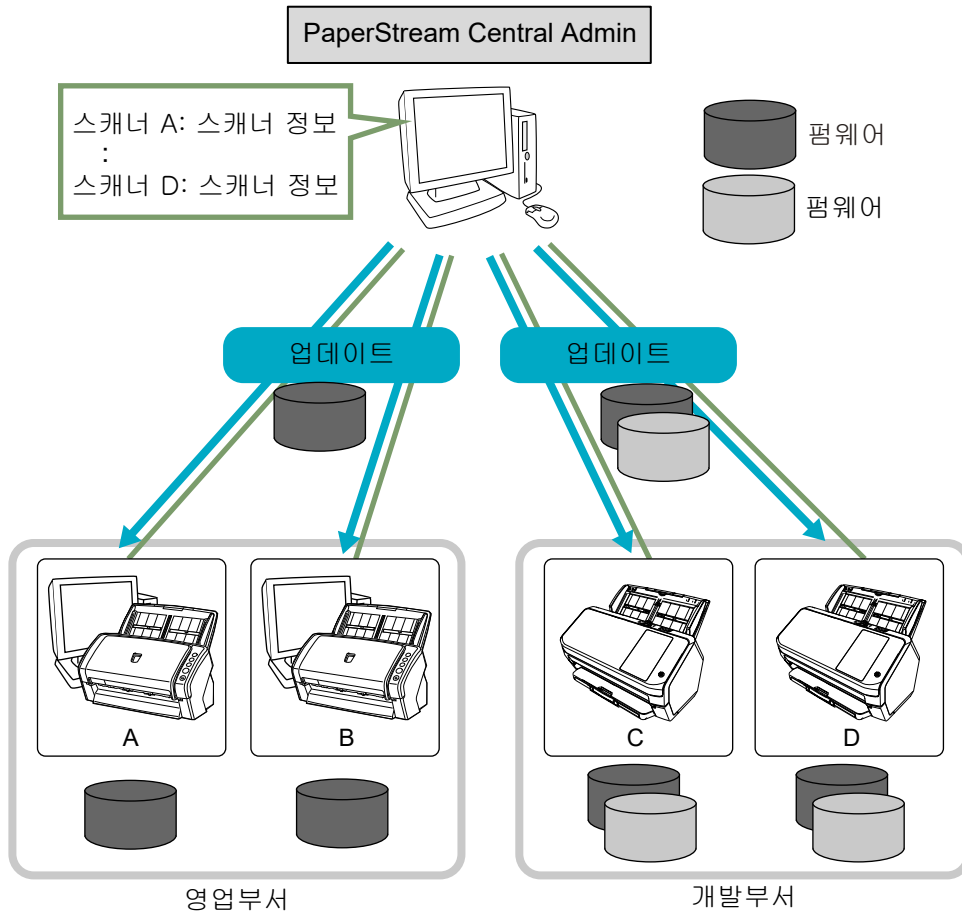 PaperStream Central Admin
스캐너 A: 스캐너 정보
:
스캐너 D: 스캐너 정보
펌웨어
펌웨어
업데이트
업데이트
A
B
C
D
영업부서
개발부서